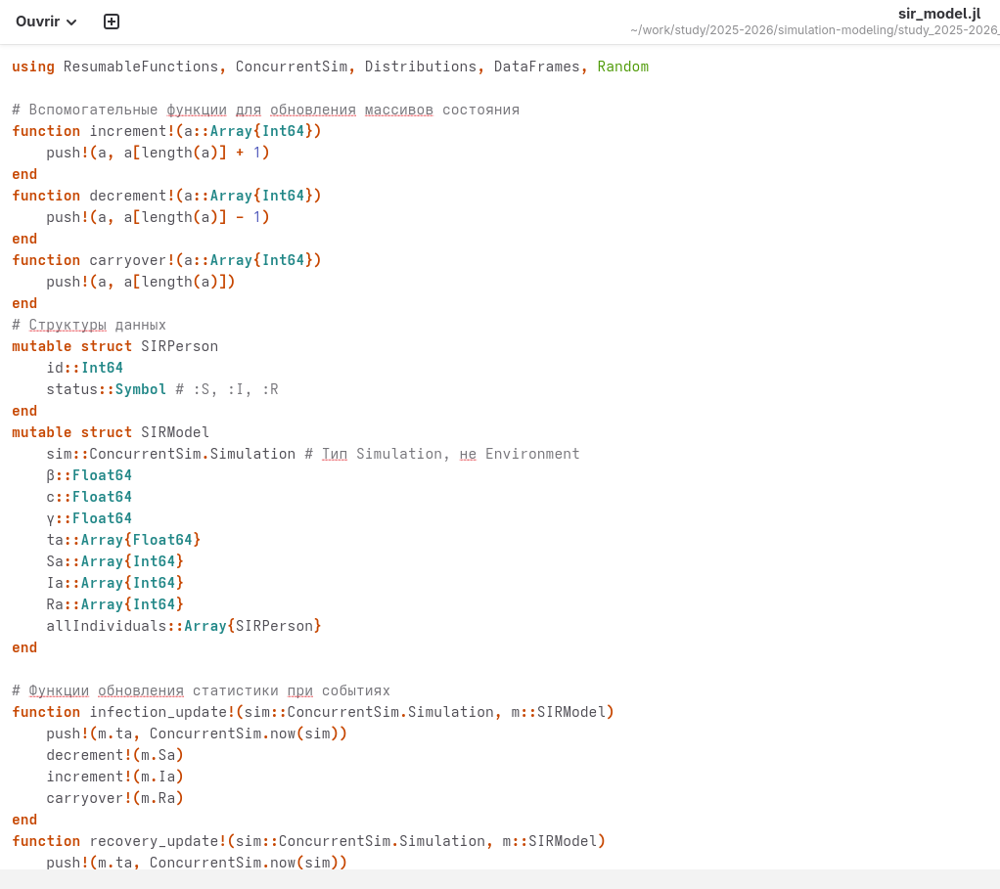 Ouvrir
sir_model.jl
~/work/study/2025-2026/simulation-modeling/study_2025-2026_
using ResumableFunctions, ConcurrentSim, Distributions, DataFrames, Random
# Вспомогательные функции для обновления массивов состояния
function increment!(a::Array{Int64})
    push!(a, a[length(a)] + 1)
end
function decrement!(a::Array{Int64})
    push!(a, a[length(a)] - 1)
end
function carryover!(a::Array{Int64})
    push!(a, a[length(a)])
end
# Структуры данных
mutable struct SIRPerson
    id::Int64
    status::Symbol # :S, :I, :R
end
mutable struct SIRModel
    sim::ConcurrentSim.Simulation # Тип Simulation, не Environment
    β::Float64
    c::Float64
    γ::Float64
    ta::Array{Float64}
    Sa::Array{Int64}
    Ia::Array{Int64}
    Ra::Array{Int64}
    allIndividuals::Array{SIRPerson}
end
# Функции обновления статистики при событиях
function infection_update!(sim::ConcurrentSim.Simulation, m::SIRModel)
    push!(m.ta, ConcurrentSim.now(sim))
    decrement!(m.Sa)
    increment!(m.Ia)
    carryover!(m.Ra)
end
function recovery_update!(sim::ConcurrentSim.Simulation, m::SIRModel)
    push!(m.ta, ConcurrentSim.now(sim))